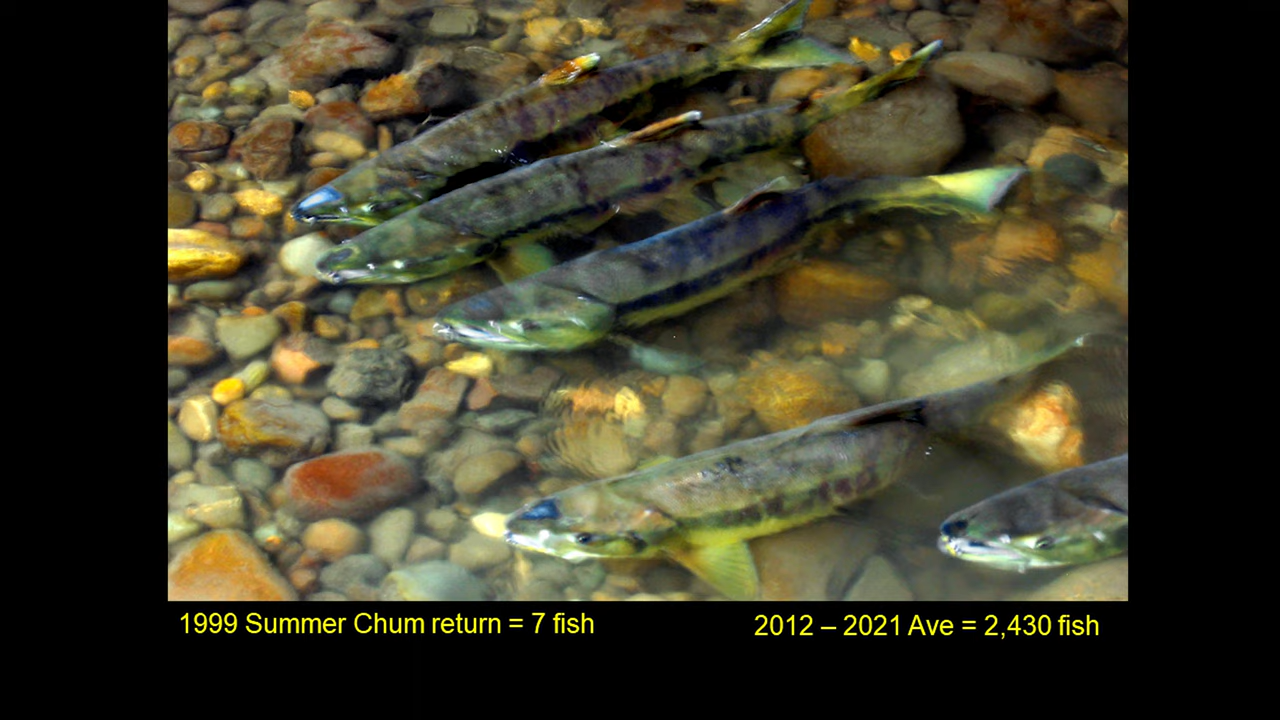 1999 Summer Chum return = 7 fish
2012 – 2021 Ave = 2,430 fish